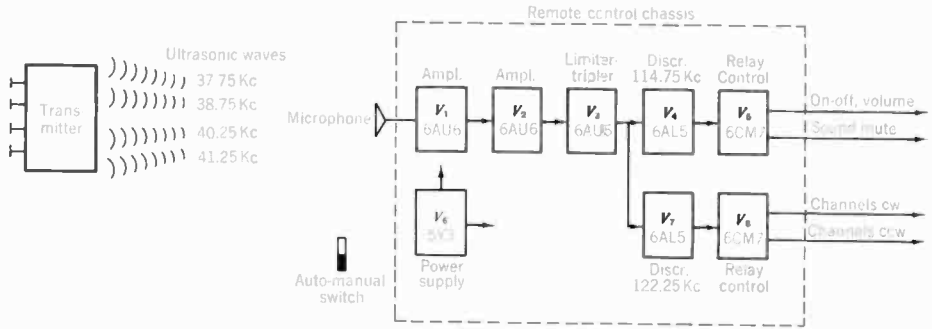 Remote control chassis
Ultrasonic waves
37.75 Kc
38.75 Kc
40.25 Kc
41.25 Kc
Trans
mitter
Microphone
Ampl.
V₁
6AU6
Ampl.
V₂
6AU6
Limiter-
tripler
V₃
6AU6
Discr.
114.75 Kc
V₄
6AL5
Relay
Control
V₅
6CM7
On-off, volume
Sound mute
V₆
5Y3
Power
supply
V₇
6AL5
Discr.
122.25 Kc
V₈
6CM7
Relay
control
Channels cw
Channels ccw
Auto-manual
switch